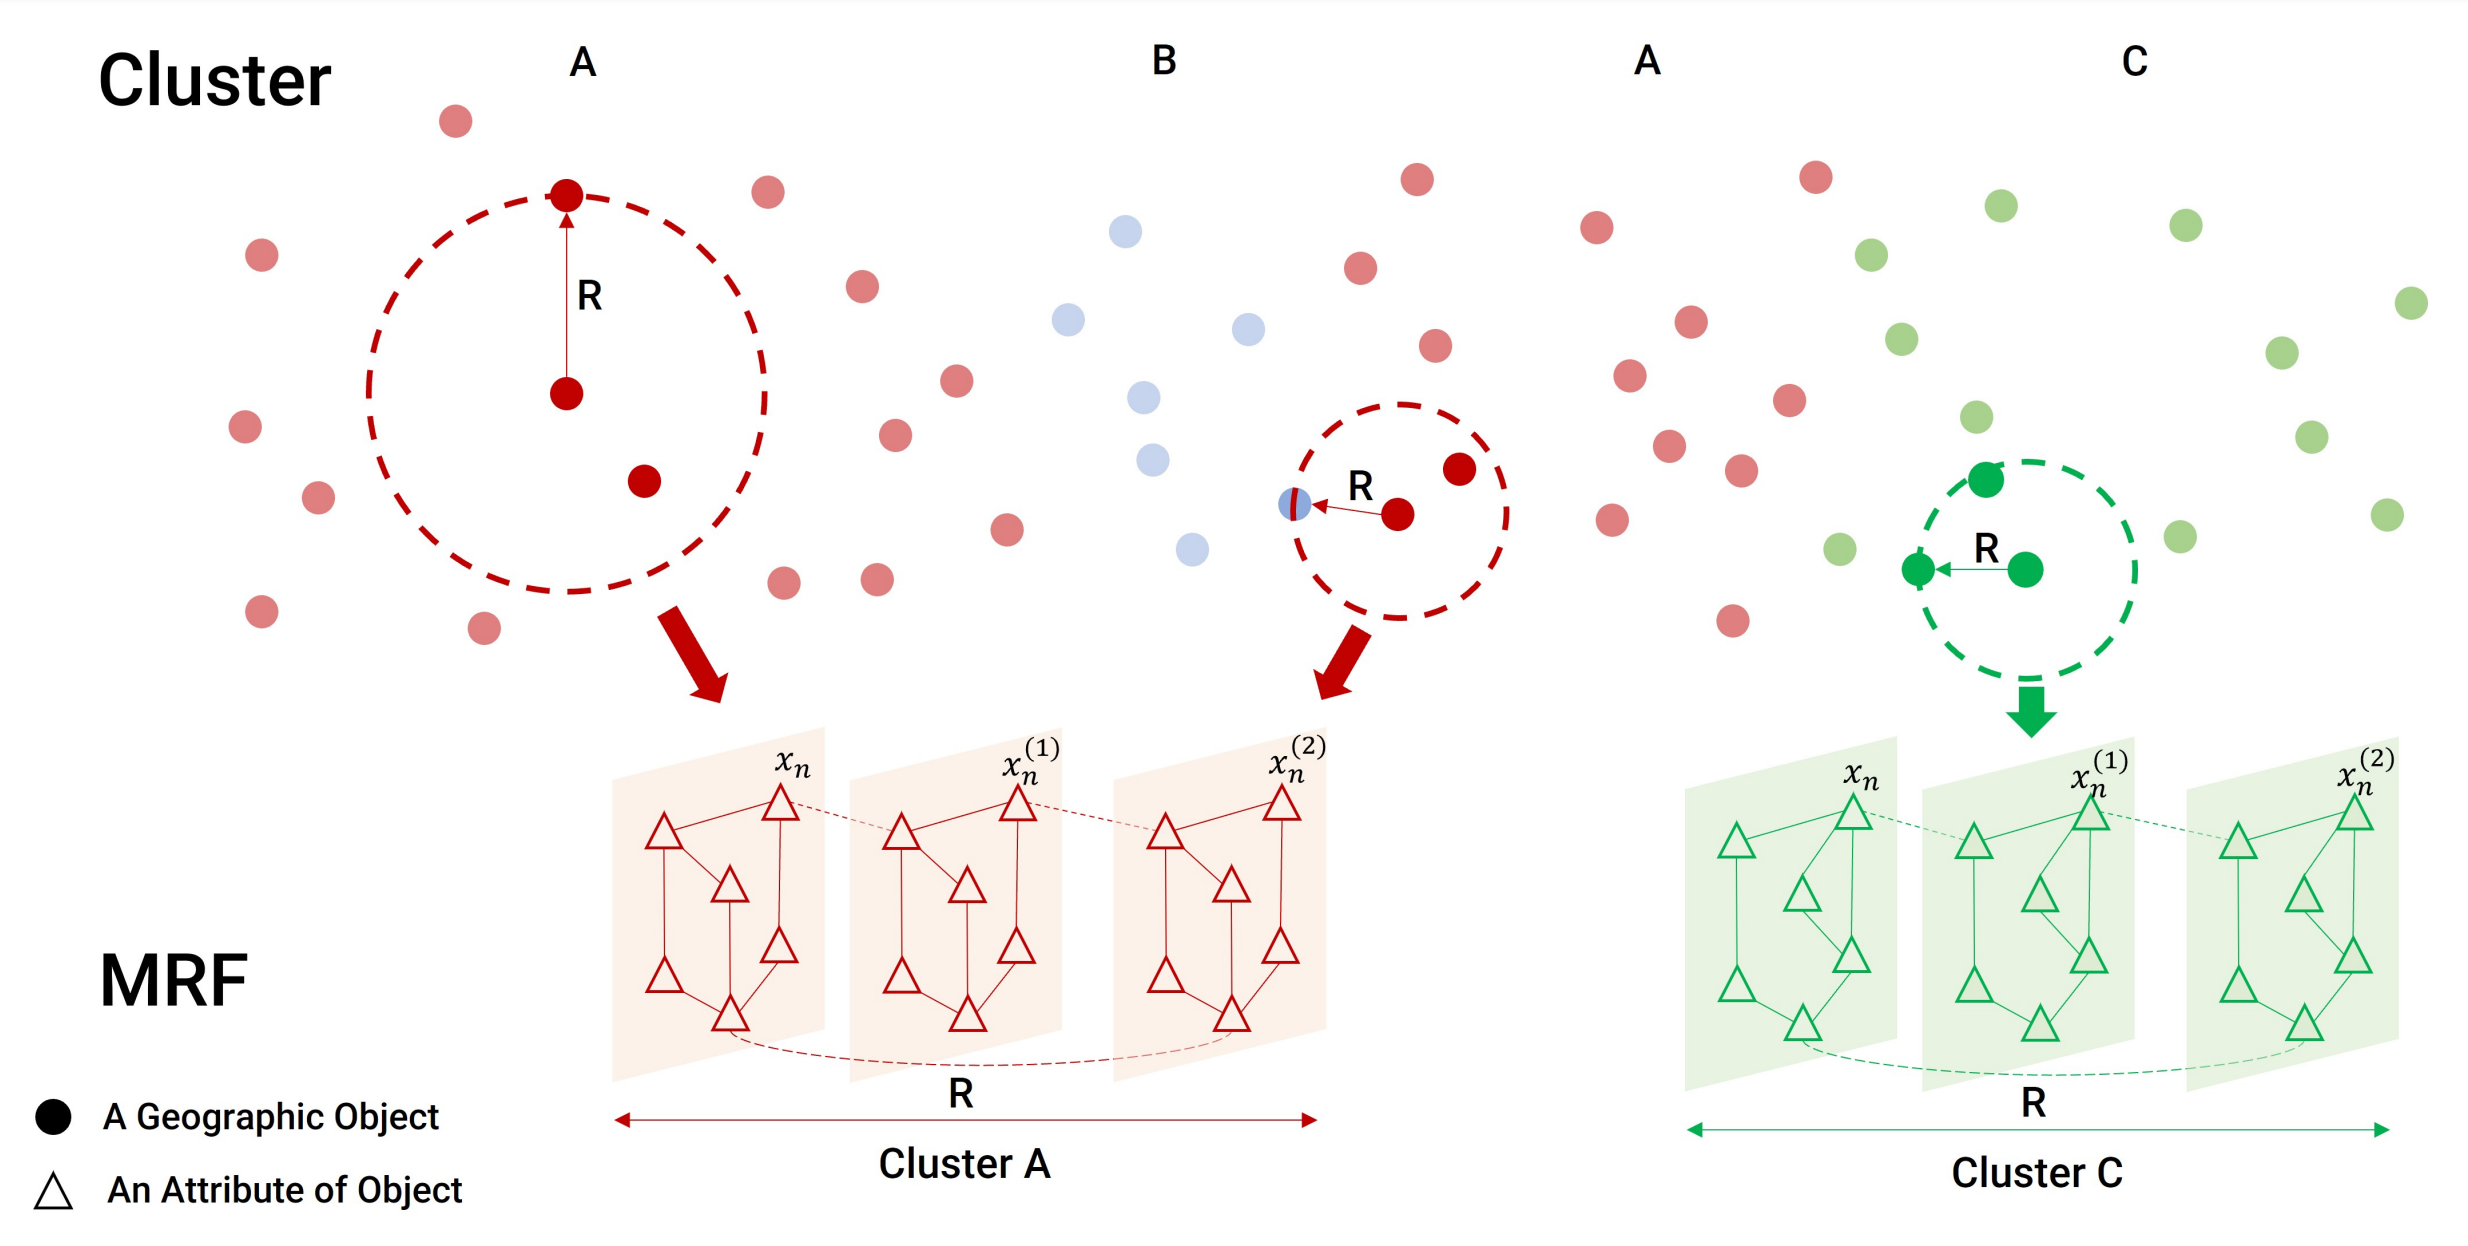 Cluster
A
B
A
C
R
R
R
x_n
x_n^{(1)}
x_n^{(2)}
x_n
x_n^{(1)}
x_n^{(2)}
MRF
R
R
Cluster A
Cluster C
A Geographic Object
An Attribute of Object